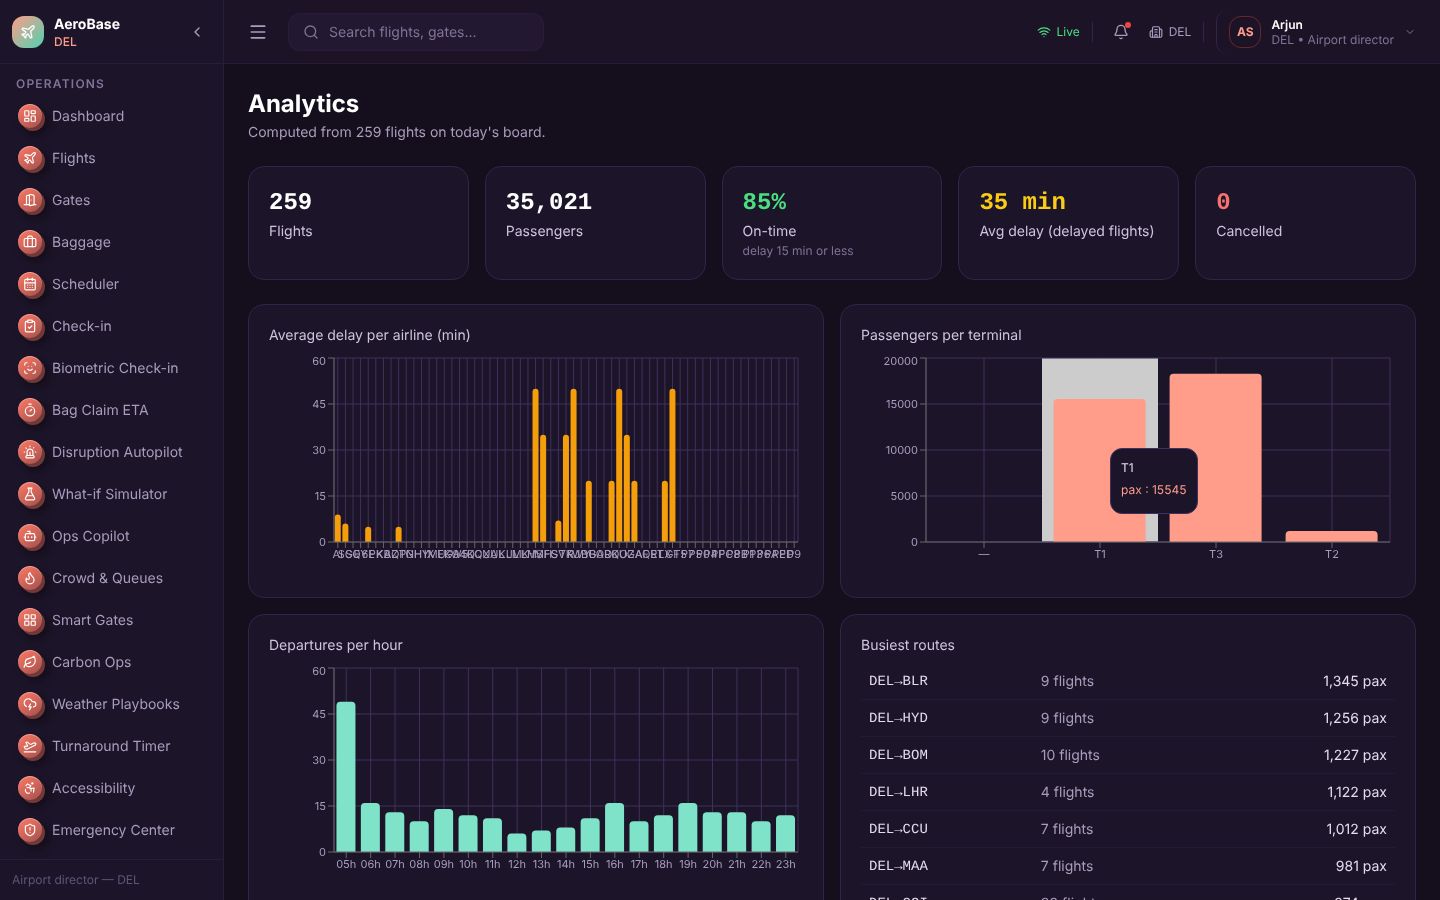 AeroBase
DEL
OPERATIONS
Dashboard
Flights
Gates
Baggage
Scheduler
Check-in
Biometric Check-in
Bag Claim ETA
Disruption Autopilot
What-if Simulator
Ops Copilot
Crowd & Queues
Smart Gates
Carbon Ops
Weather Playbooks
Turnaround Timer
Accessibility
Emergency Center
Airport director — DEL
Search flights, gates...
Live
DEL
AS
Arjun
DEL • Airport director
Analytics
Computed from 259 flights on today's board.
259
Flights
35,021
Passengers
85%
On-time
delay 15 min or less
35 min
Avg delay (delayed flights)
0
Cancelled
Average delay per airline (min)
60
45
30
15
0
Passengers per terminal
20000
15000
10000
5000
0
T1
pax : 15545
— T1 T3 T2
Departures per hour
60
45
30
15
0
05h 06h 07h 08h 09h 10h 11h 12h 13h 14h 15h 16h 17h 18h 19h 20h 21h 22h 23h
Busiest routes
DEL→BLR 9 flights 1,345 pax
DEL→HYD 9 flights 1,256 pax
DEL→BOM 10 flights 1,227 pax
DEL→LHR 4 flights 1,122 pax
DEL→CCU 7 flights 1,012 pax
DEL→MAA 7 flights 981 pax